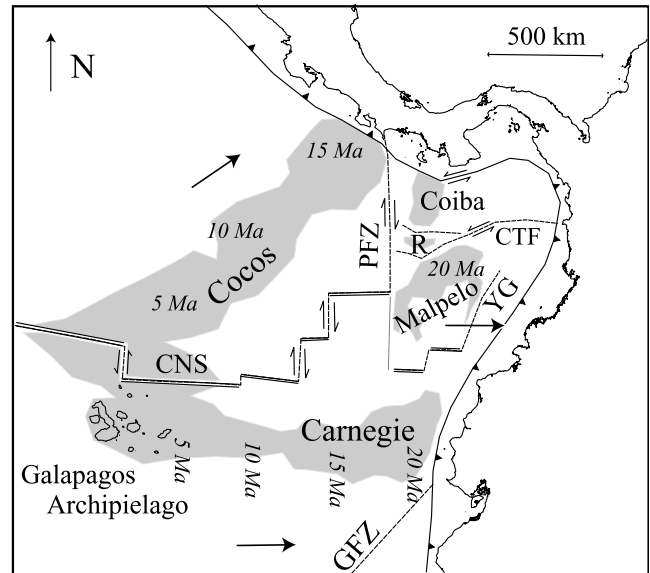 500 km
N
15 Ma
Coiba
10 Ma
PFZ
R
CTF
Cocos
20 Ma
5 Ma
Malpelo
YG
CNS
Carnegie
5 Ma
10 Ma
15 Ma
20 Ma
Galapagos
Archipielago
GFZ